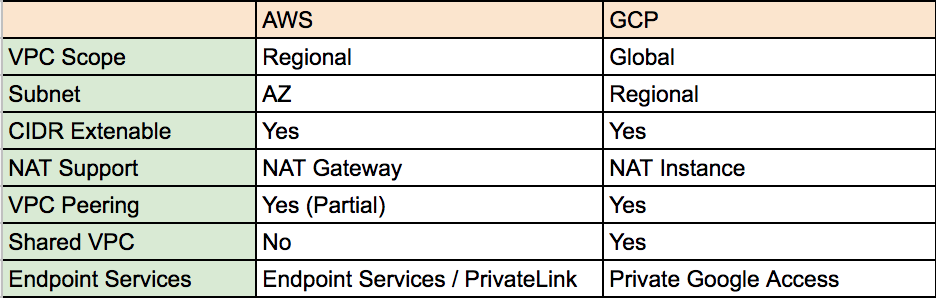 AWS GCP
VPC Scope Regional Global
Subnet AZ Regional
CIDR Extenable Yes Yes
NAT Support NAT Gateway NAT Instance
VPC Peering Yes (Partial) Yes
Shared VPC No Yes
Endpoint Services Endpoint Services / PrivateLink Private Google Access